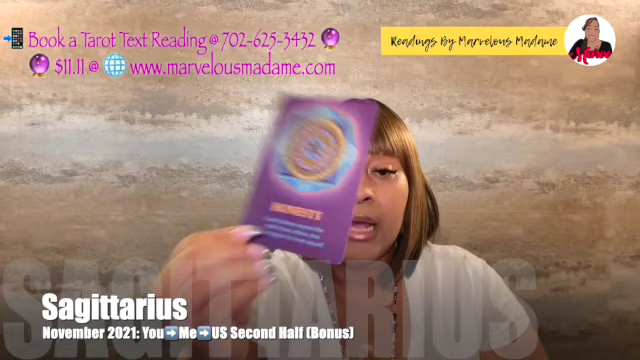 Book a Tarot Text Reading @ 702-625-3432
$11.11 @ www.marvelousmadame.com
Readings By Marvelous Madame
SAGITTARIUS
Sagittarius
November 2021: You➡Me➡US Second Half (Bonus)